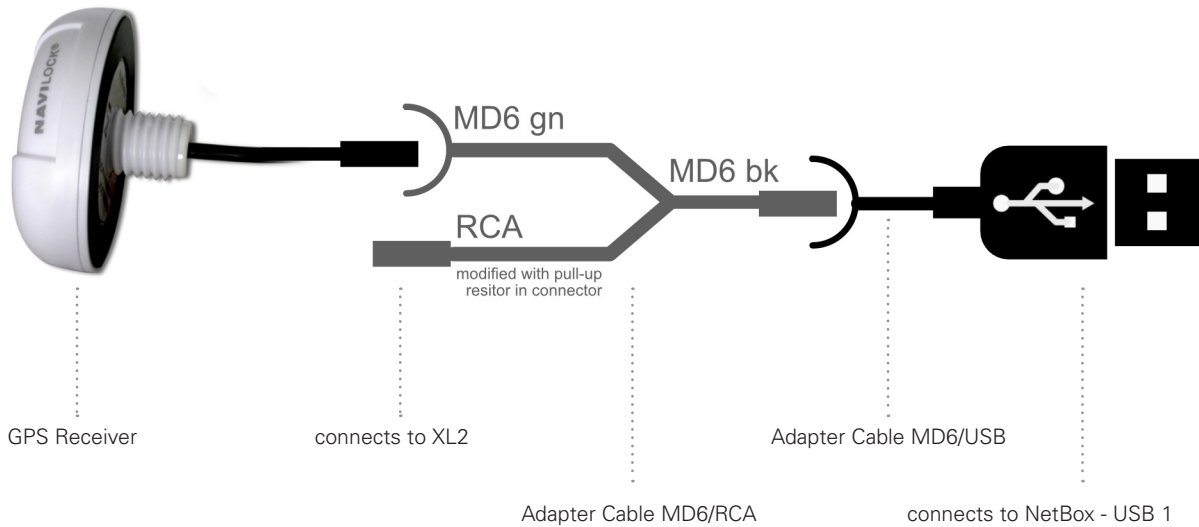 NAVILOCK®
MD6 gn
MD6 bk
RCA
modified with pull-up
resitor in connector
GPS Receiver
connects to XL2
Adapter Cable MD6/USB
Adapter Cable MD6/RCA
connects to NetBox - USB 1